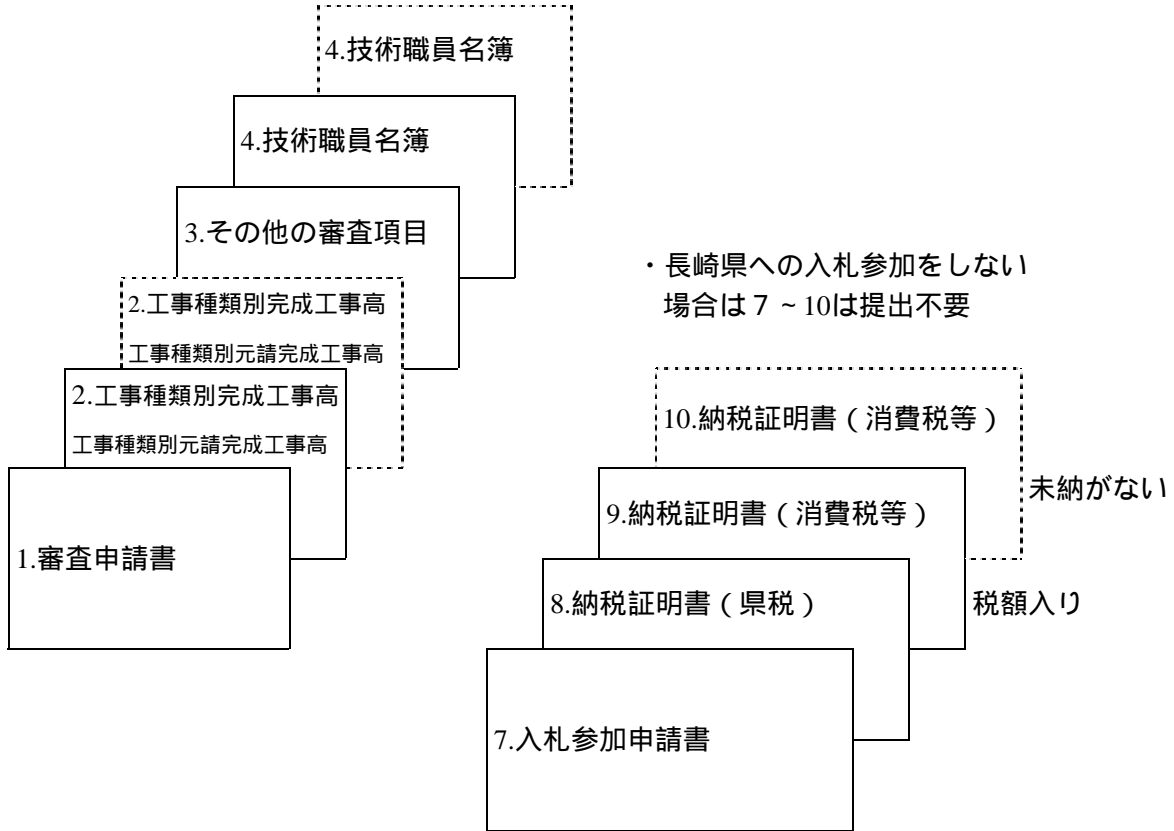 4.技術職員名簿
4.技術職員名簿
3.その他の審査項目
2.工事種類別完成工事高
工事種類別元請完成工事高
2.工事種類別完成工事高
工事種類別元請完成工事高
1.審査申請書
・長崎県への入札参加をしない
場合は７～10は提出不要
10.納税証明書（消費税等）
未納がない
9.納税証明書（消費税等）
税額入り
8.納税証明書（県税）
7.入札参加申請書